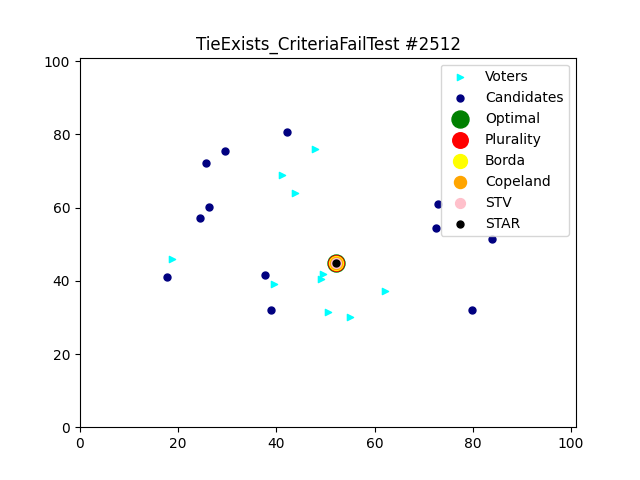 TieExists_CriteriaFailTest #2512
Voters
Candidates
Optimal
Plurality
Borda
Copeland
STV
STAR
100
80
60
40
20
0
0 20 40 60 80 100